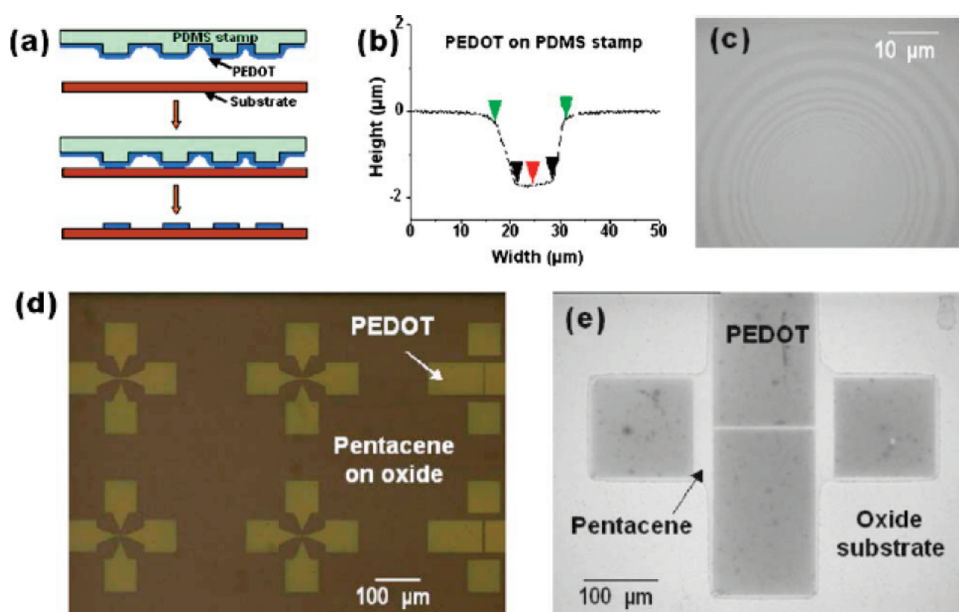 (a)
PDMS stamp
PEDOT
Substrate
(b)
PEDOT on PDMS stamp
Height (µm)
2
0
-2
0 10 20 30 40 50
Width (µm)
(c)
10 µm
(d)
PEDOT
Pentacene
on oxide
100 µm
(e)
PEDOT
Pentacene
Oxide
substrate
100 µm